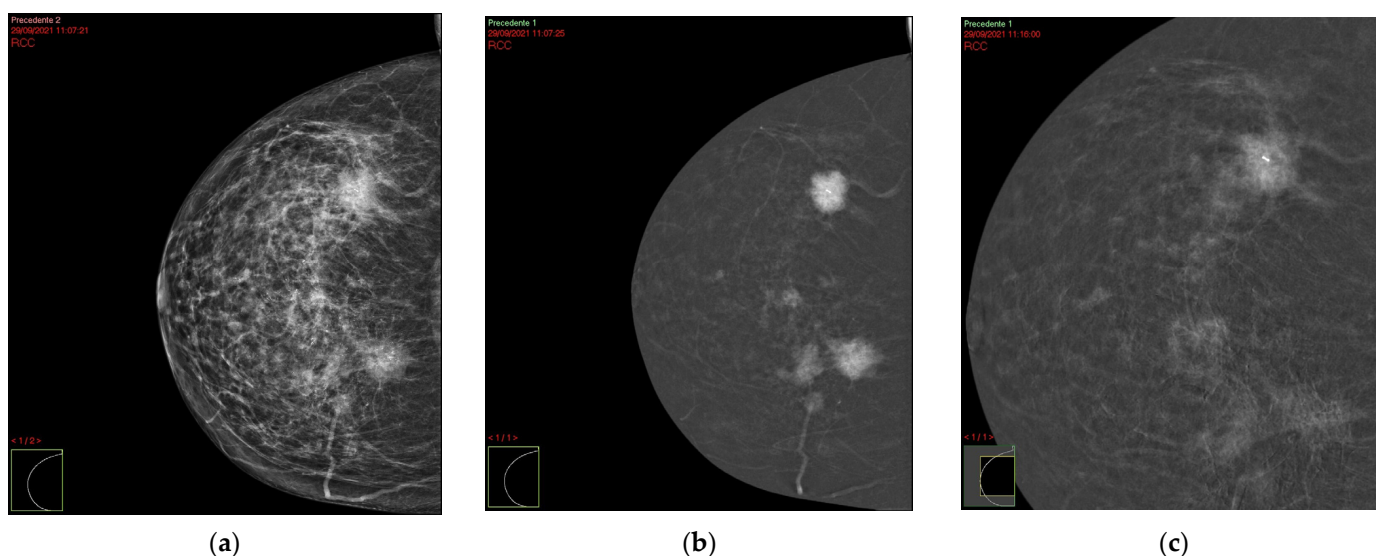 Precedente 2
29/09/2021 11:07:21
RCC
< 1 / 2 >
(a)
Precedente 1
29/09/2021 11:07:25
RCC
< 1 / 1 >
(b)
Precedente 1
29/09/2021 11:16:00
RCC
< 1 / 1 >
(c)